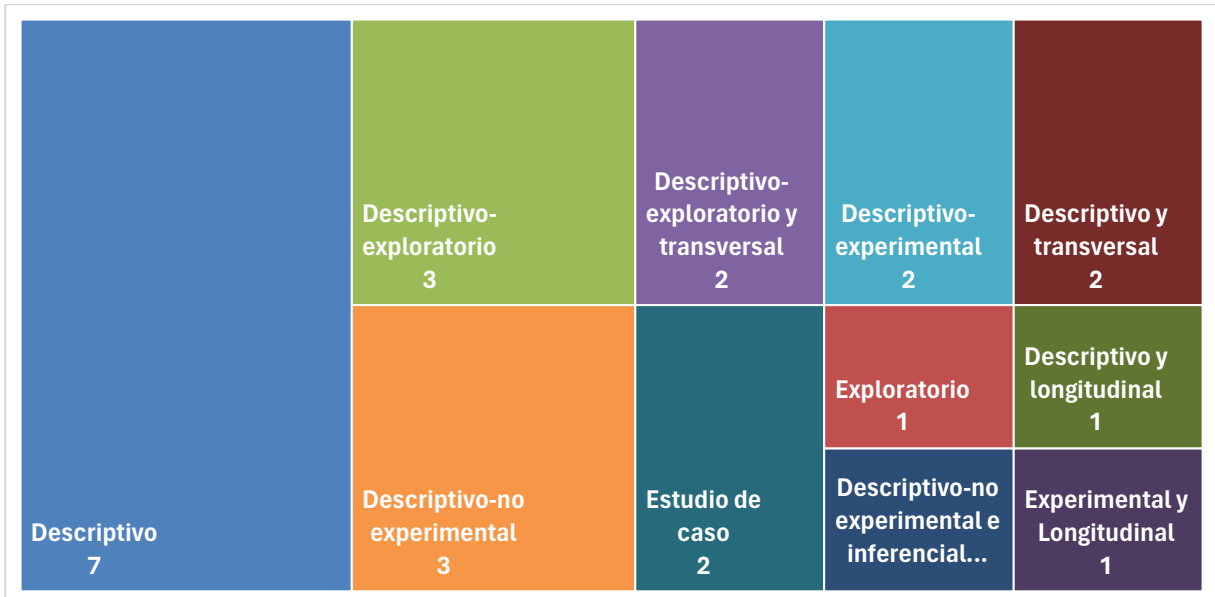 Descriptivo
7
Descriptivo-
exploratorio
3
Descriptivo-no
experimental
3
Descriptivo-
exploratorio y
transversal
2
Estudio de
caso
2
Descriptivo-
experimental
2
Descriptivo y
transversal
2
Exploratorio
1
Descriptivo y
longitudinal
1
Descriptivo-no
experimental e
inferencial...
Experimental y
Longitudinal
1